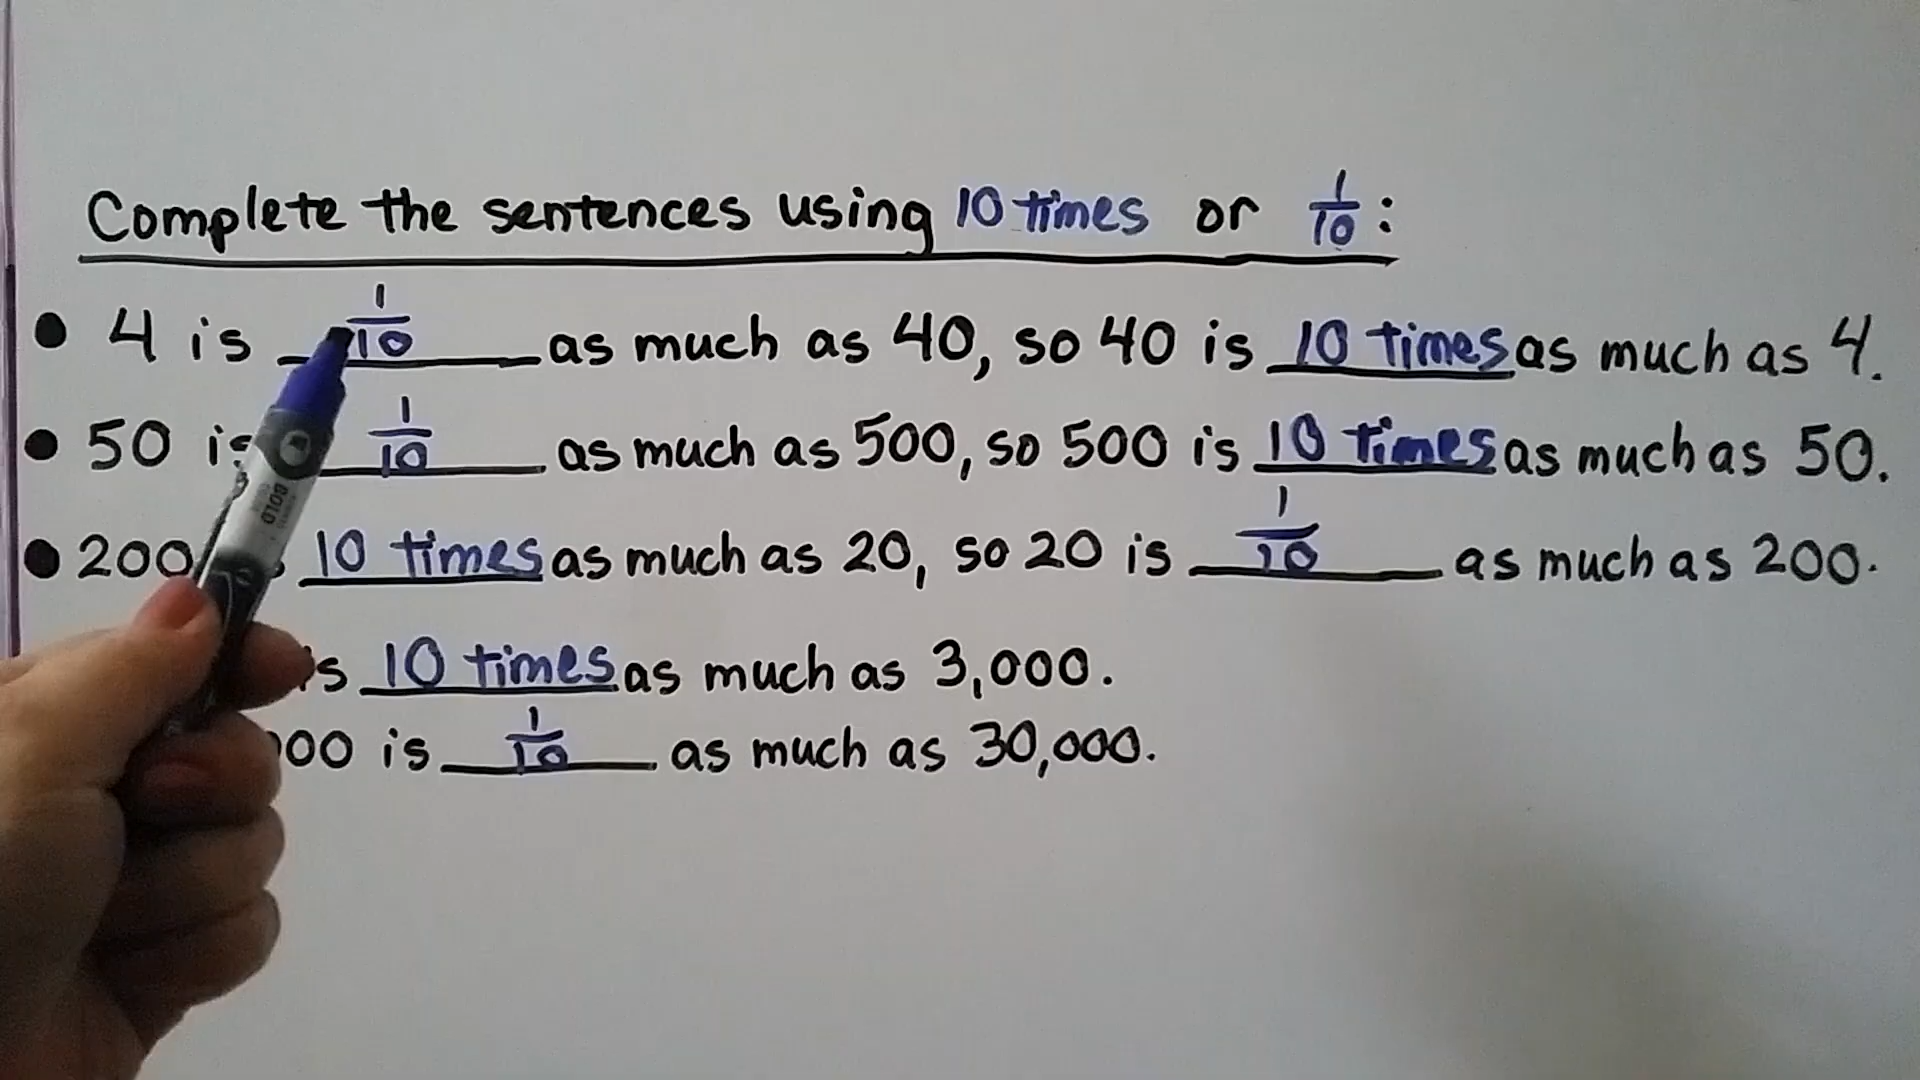 Complete the sentences using 10 times or 1/10:
• 4 is 1/10 as much as 40, so 40 is 10 times as much as 4.
• 50 is 1/10 as much as 500, so 500 is 10 times as much as 50.
• 200 10 times as much as 20, so 20 is 1/10 as much as 200.
is 10 times as much as 3,000.
00 is 1/10 as much as 30,000.
BOLD